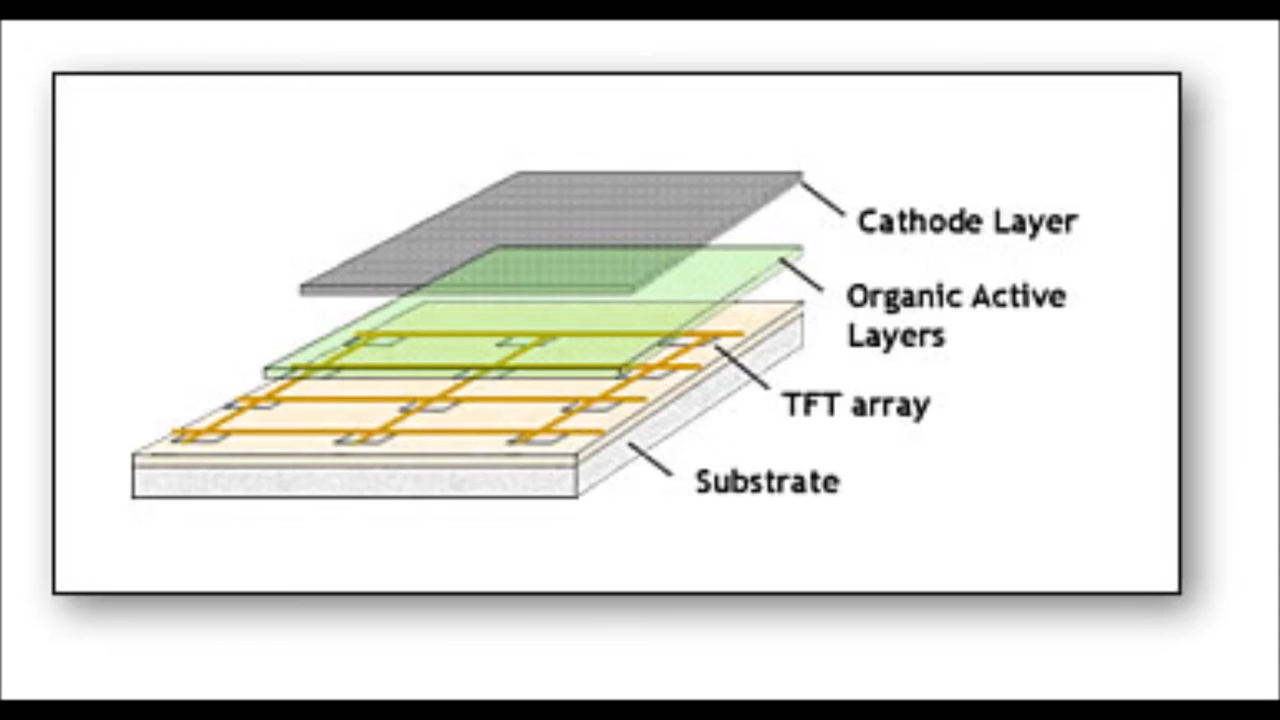 Cathode Layer
Organic Active
Layers
TFT array
Substrate